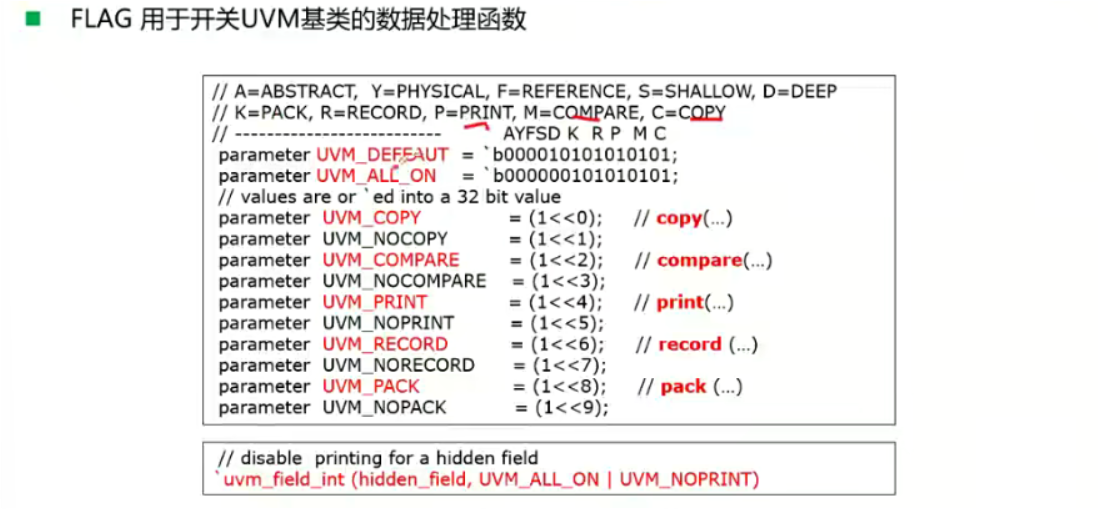 FLAG 用于开关UVM基类的数据处理函数
// A=ABSTRACT, Y=PHYSICAL, F=REFERENCE, S=SHALLOW, D=DEEP
// K=PACK, R=RECORD, P=PRINT, M=COMPARE, C=COPY
// -------------------------- AYFSD K R P M C
parameter UVM_DEFEAUT = `b000010101010101;
parameter UVM_ALL_ON = `b000000101010101;
// values are or `ed into a 32 bit value
parameter UVM_COPY = (1<<0); // copy(...)
parameter UVM_NOCOPY = (1<<1);
parameter UVM_COMPARE = (1<<2); // compare(...)
parameter UVM_NOCOMPARE = (1<<3);
parameter UVM_PRINT = (1<<4); // print(...)
parameter UVM_NOPRINT = (1<<5);
parameter UVM_RECORD = (1<<6); // record (...)
parameter UVM_NORECORD = (1<<7);
parameter UVM_PACK = (1<<8); // pack (...)
parameter UVM_NOPACK = (1<<9);
// disable printing for a hidden field
`uvm_field_int (hidden_field, UVM_ALL_ON | UVM_NOPRINT)